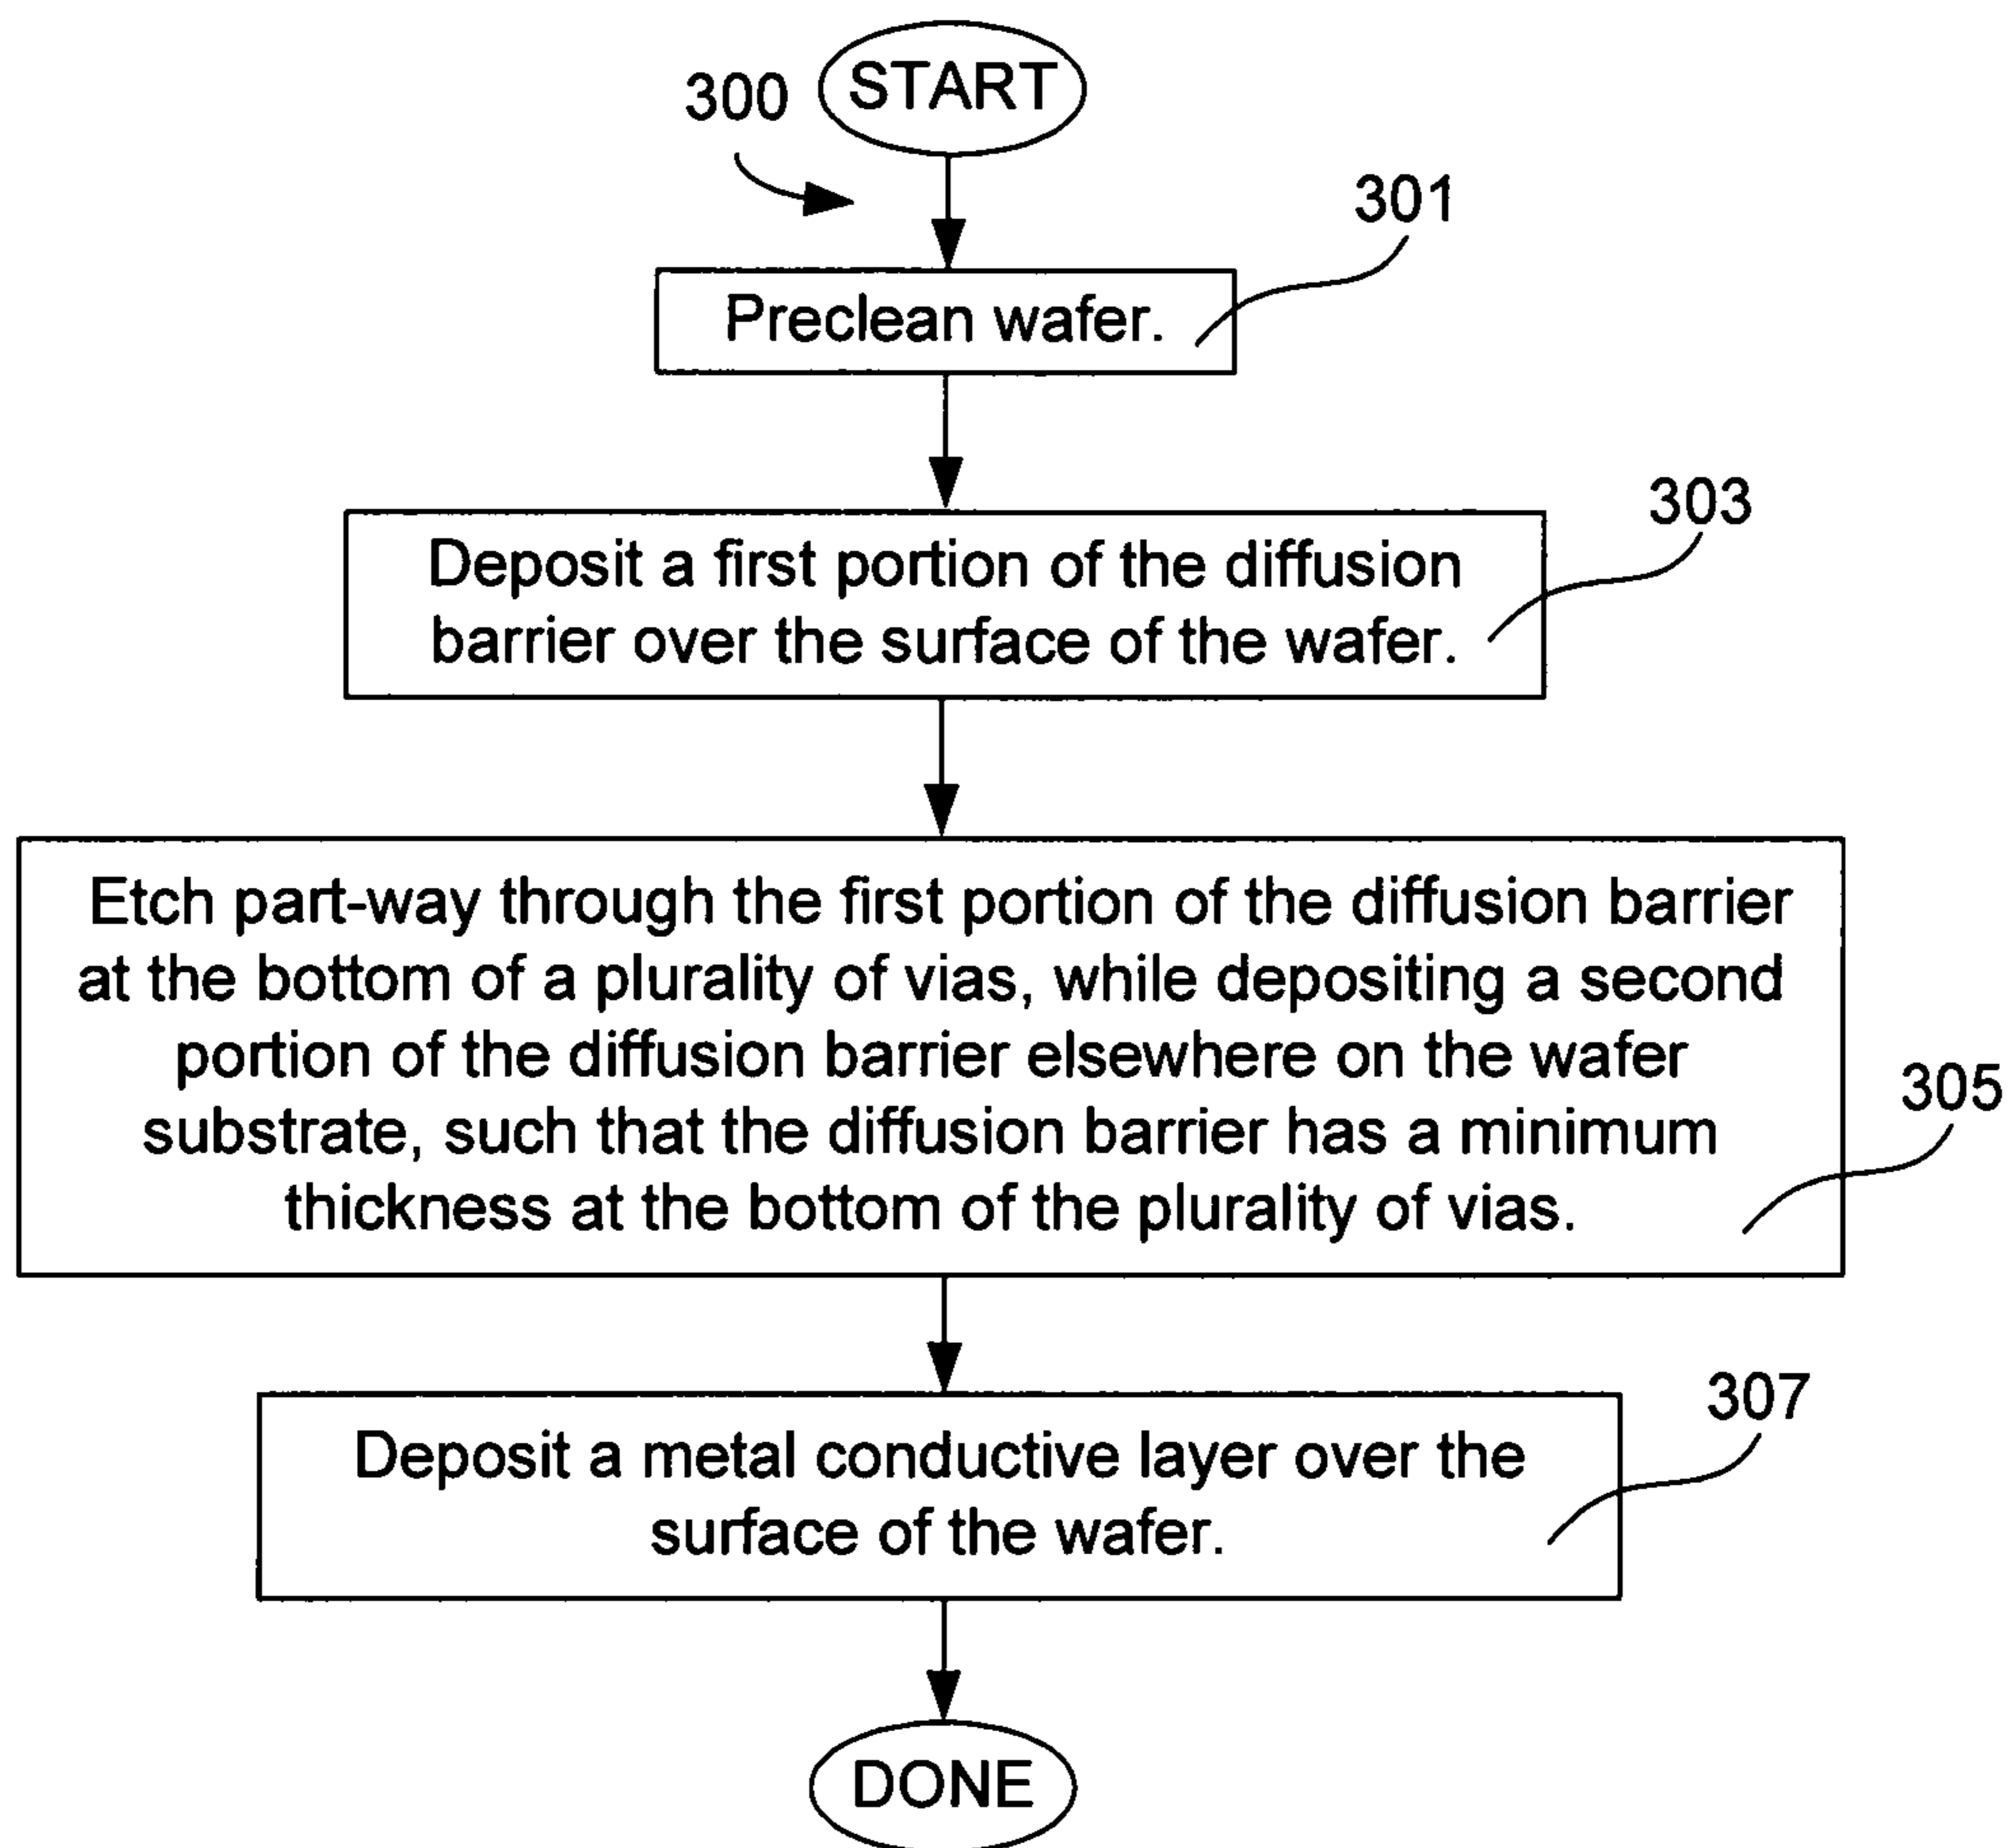 START
300
301
Preclean wafer.
303
Deposit a first portion of the diffusion
barrier over the surface of the wafer.
Etch part-way through the first portion of the diffusion barrier
at the bottom of a plurality of vias, while depositing a second
portion of the diffusion barrier elsewhere on the wafer
substrate, such that the diffusion barrier has a minimum
thickness at the bottom of the plurality of vias.
305
307
Deposit a metal conductive layer over the
surface of the wafer.
DONE